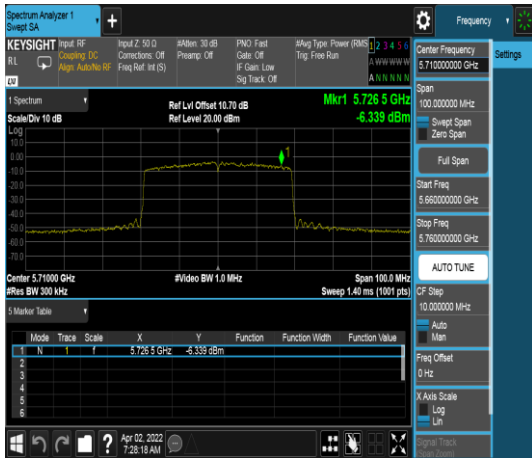 Spectrum Analyzer 1
Swept SA
+
Frequency
KEYSIGHT
RL
LXI
Input: RF
Coupling: DC
Align: Auto/No RF
Input Z: 50 Ω
Corrections: Off
Freq Ref: Int (S)
#Atten: 30 dB
Preamp: Off
PNO: Fast
Gate: Off
IF Gain: Low
Sig Track: Off
#Avg Type: Power (RMS
Trig: Free Run
1 2 3 4 5 6
A W W W W W
A N N N N N
1 Spectrum
Scale/Div 10 dB
Ref Lvl Offset 10.70 dB
Ref Level 20.00 dBm
Mkr1 5.726 5 GHz
-6.339 dBm
Log
10.0
0.00
-10.0
-20.0
-30.0
-40.0
-50.0
-60.0
-70.0
1
Center 5.71000 GHz
#Res BW 300 kHz
#Video BW 1.0 MHz
Span 100.0 MHz
Sweep 1.40 ms (1001 pts)
5 Marker Table
Mode Trace Scale X Y Function Function Width Function Value
1 N 1 f 5.726 5 GHz -6.339 dBm
2
3
4
5
6
Apr 02, 2022
7:28:18 AM
Center Frequency
5.710000000 GHz
Settings
Span
100.000000 MHz
Swept Span
Zero Span
Full Span
Start Freq
5.660000000 GHz
Stop Freq
5.760000000 GHz
AUTO TUNE
CF Step
10.000000 MHz
Auto
Man
Freq Offset
0 Hz
X Axis Scale
Log
Lin
Signal Track
(Span Zoom)